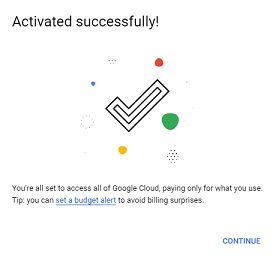 Activated successfully!
You're all set to access all of Google Cloud, paying only for what you use.
Tip: you can set a budget alert to avoid billing surprises.
CONTINUE